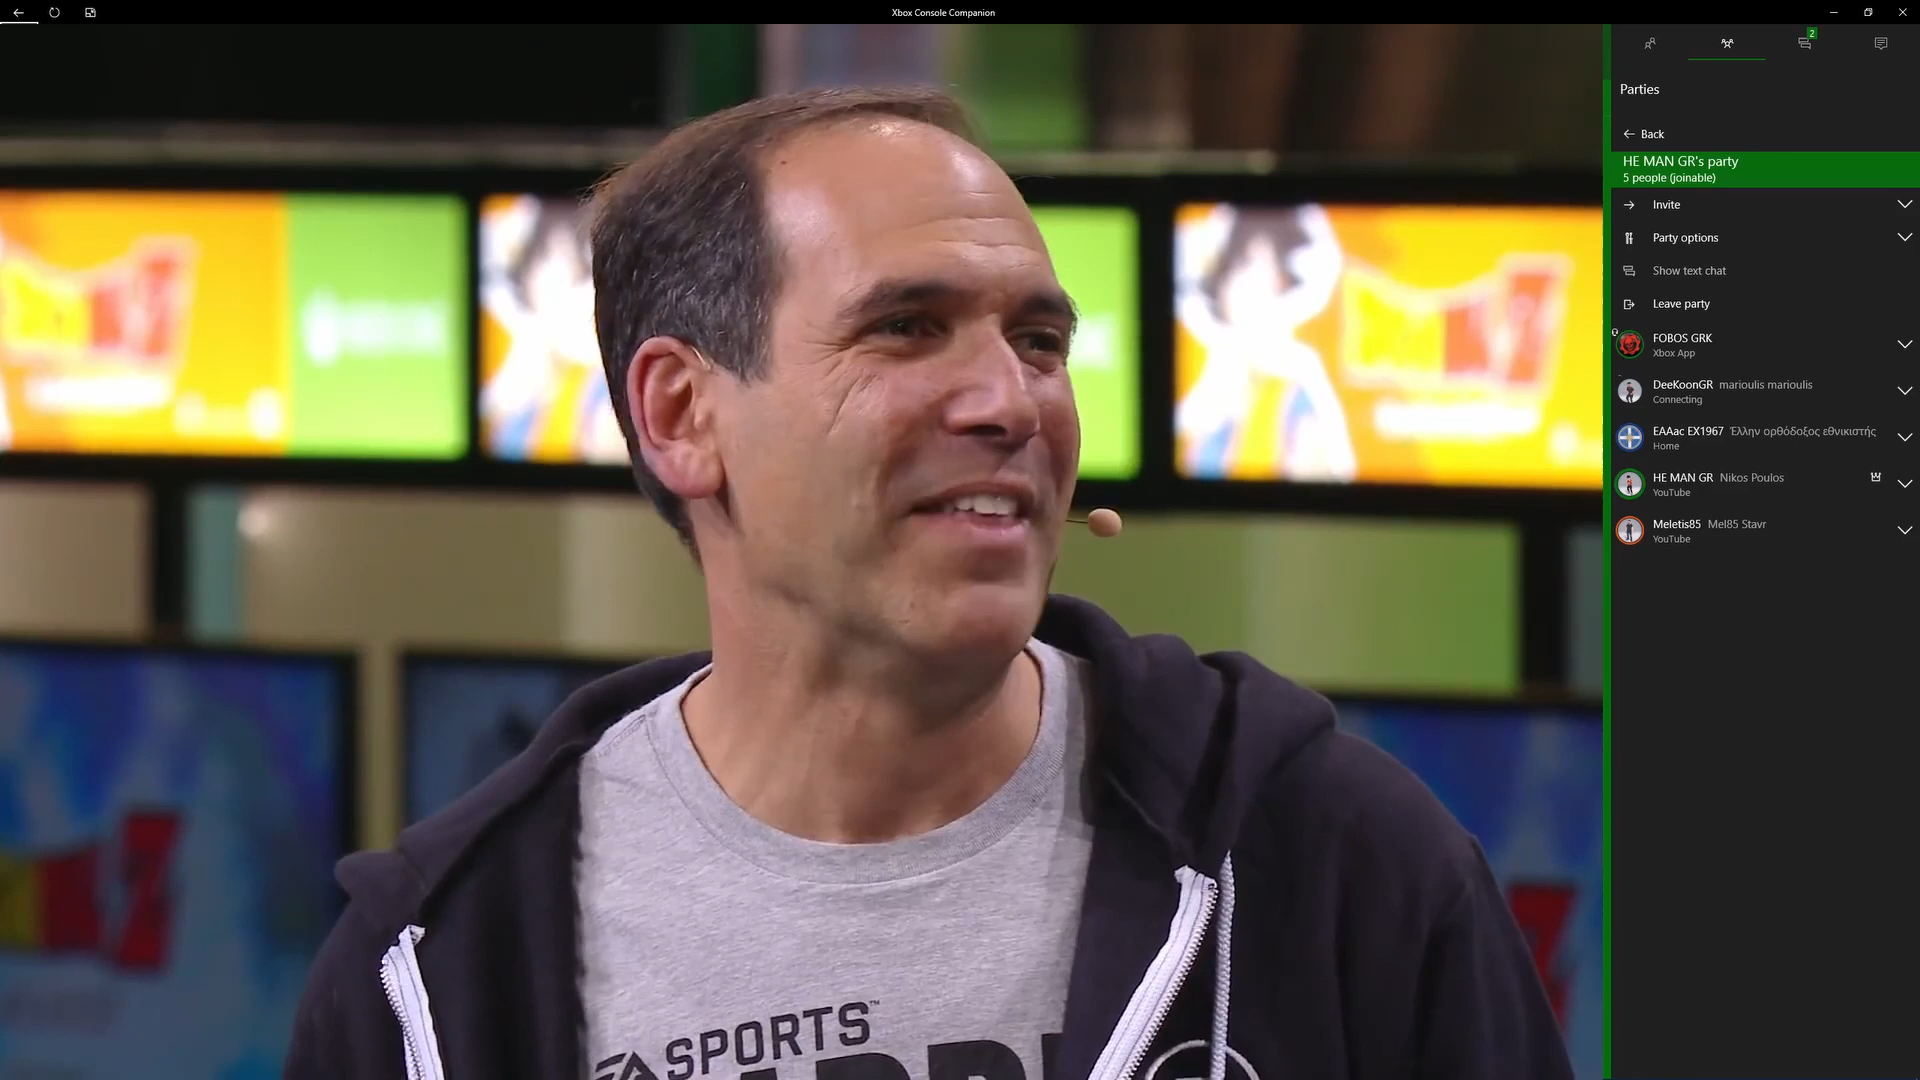 Xbox Console Companion
2
Parties
Back
HE MAN GR's party
5 people (joinable)
Invite
Party options
Show text chat
Leave party
FOBOS GRK
Xbox App
DeeKoonGR marioulis marioulis
Connecting
EAAac EX1967 Έλλην ορθόδοξος εθνικιστής
Home
HE MAN GR Nikos Poulos
YouTube
Meletis85 Mel85 Stavr
YouTube
EA SPORTS™